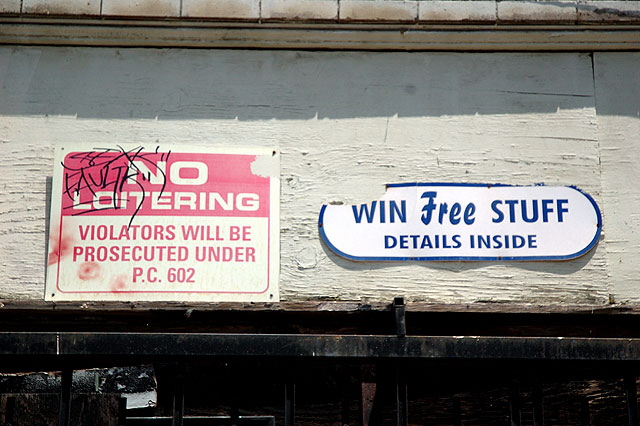 NO
LOITERING
VIOLATORS WILL BE
PROSECUTED UNDER
P.C. 602
WIN Free STUFF
DETAILS INSIDE